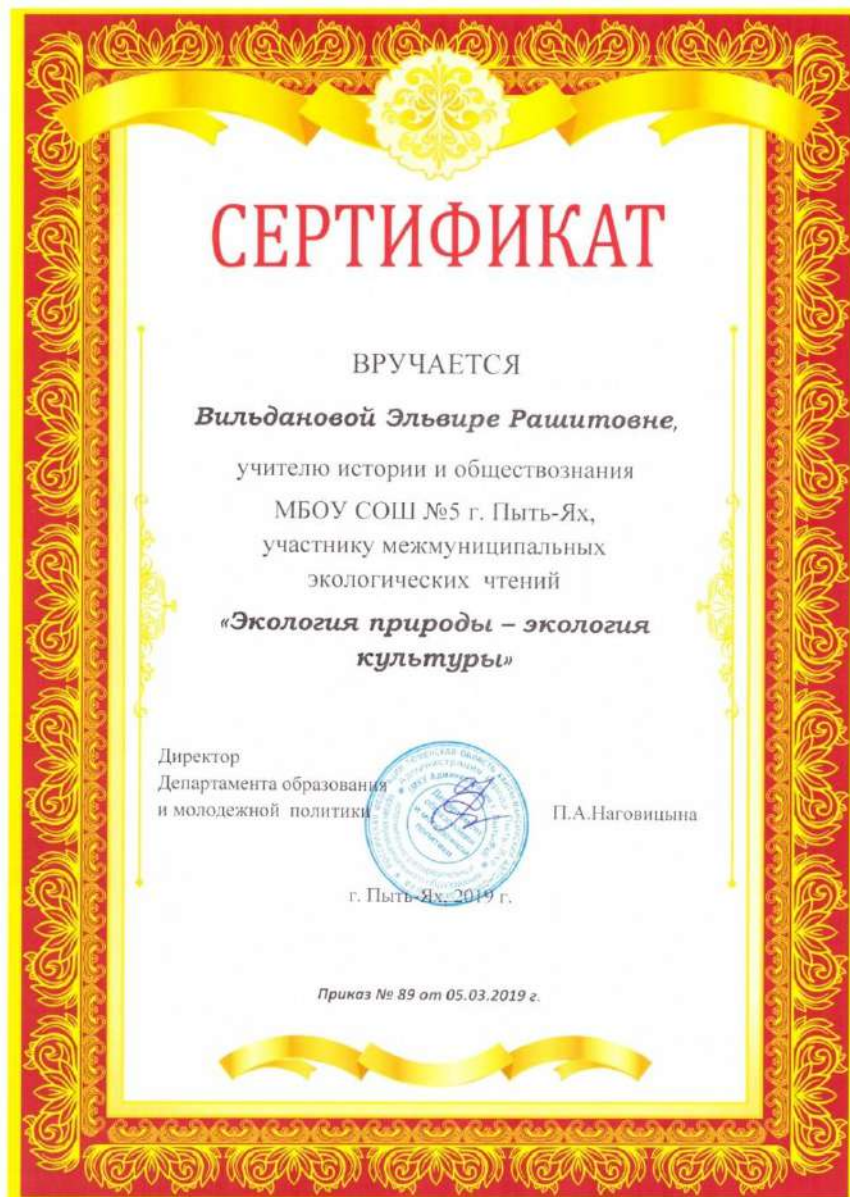 СЕРТИФИКАТ
ВРУЧАЕТСЯ
Вильдановой Эльвире Рашитовне,
учителю истории и обществознания
МБОУ СОШ №5 г. Пыть-Ях,
участнику межмуниципальных
экологических чтений
«Экология природы – экология
культуры»
Директор
Департамента образования
и молодежной политики
П.А.Наговицына
г. Пыть-Ях, 2019 г.
Приказ № 89 от 05.03.2019 г.